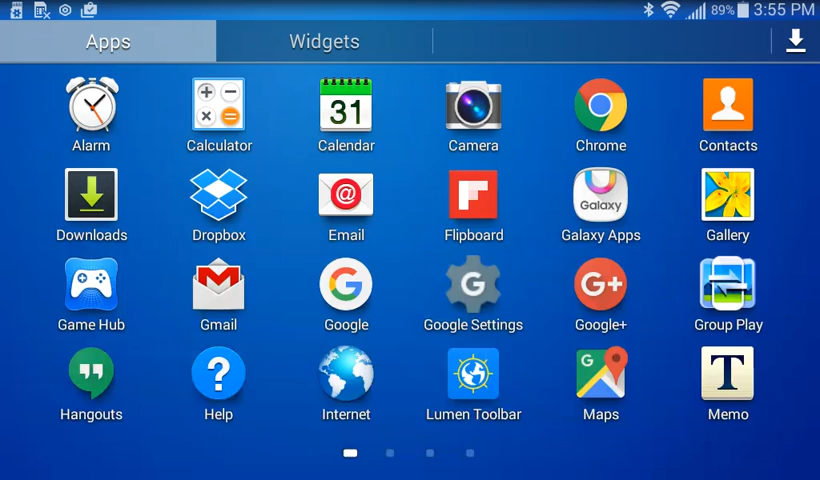 89% 3:55 PM
Apps Widgets
31
Alarm Calculator Calendar Camera Chrome Contacts
@ Galaxy
Downloads Dropbox Email Flipboard Galaxy Apps Gallery
G G G+
Game Hub Gmail Google Google Settings Google+ Group Play
? G T
Hangouts Help Internet Lumen Toolbar Maps Memo